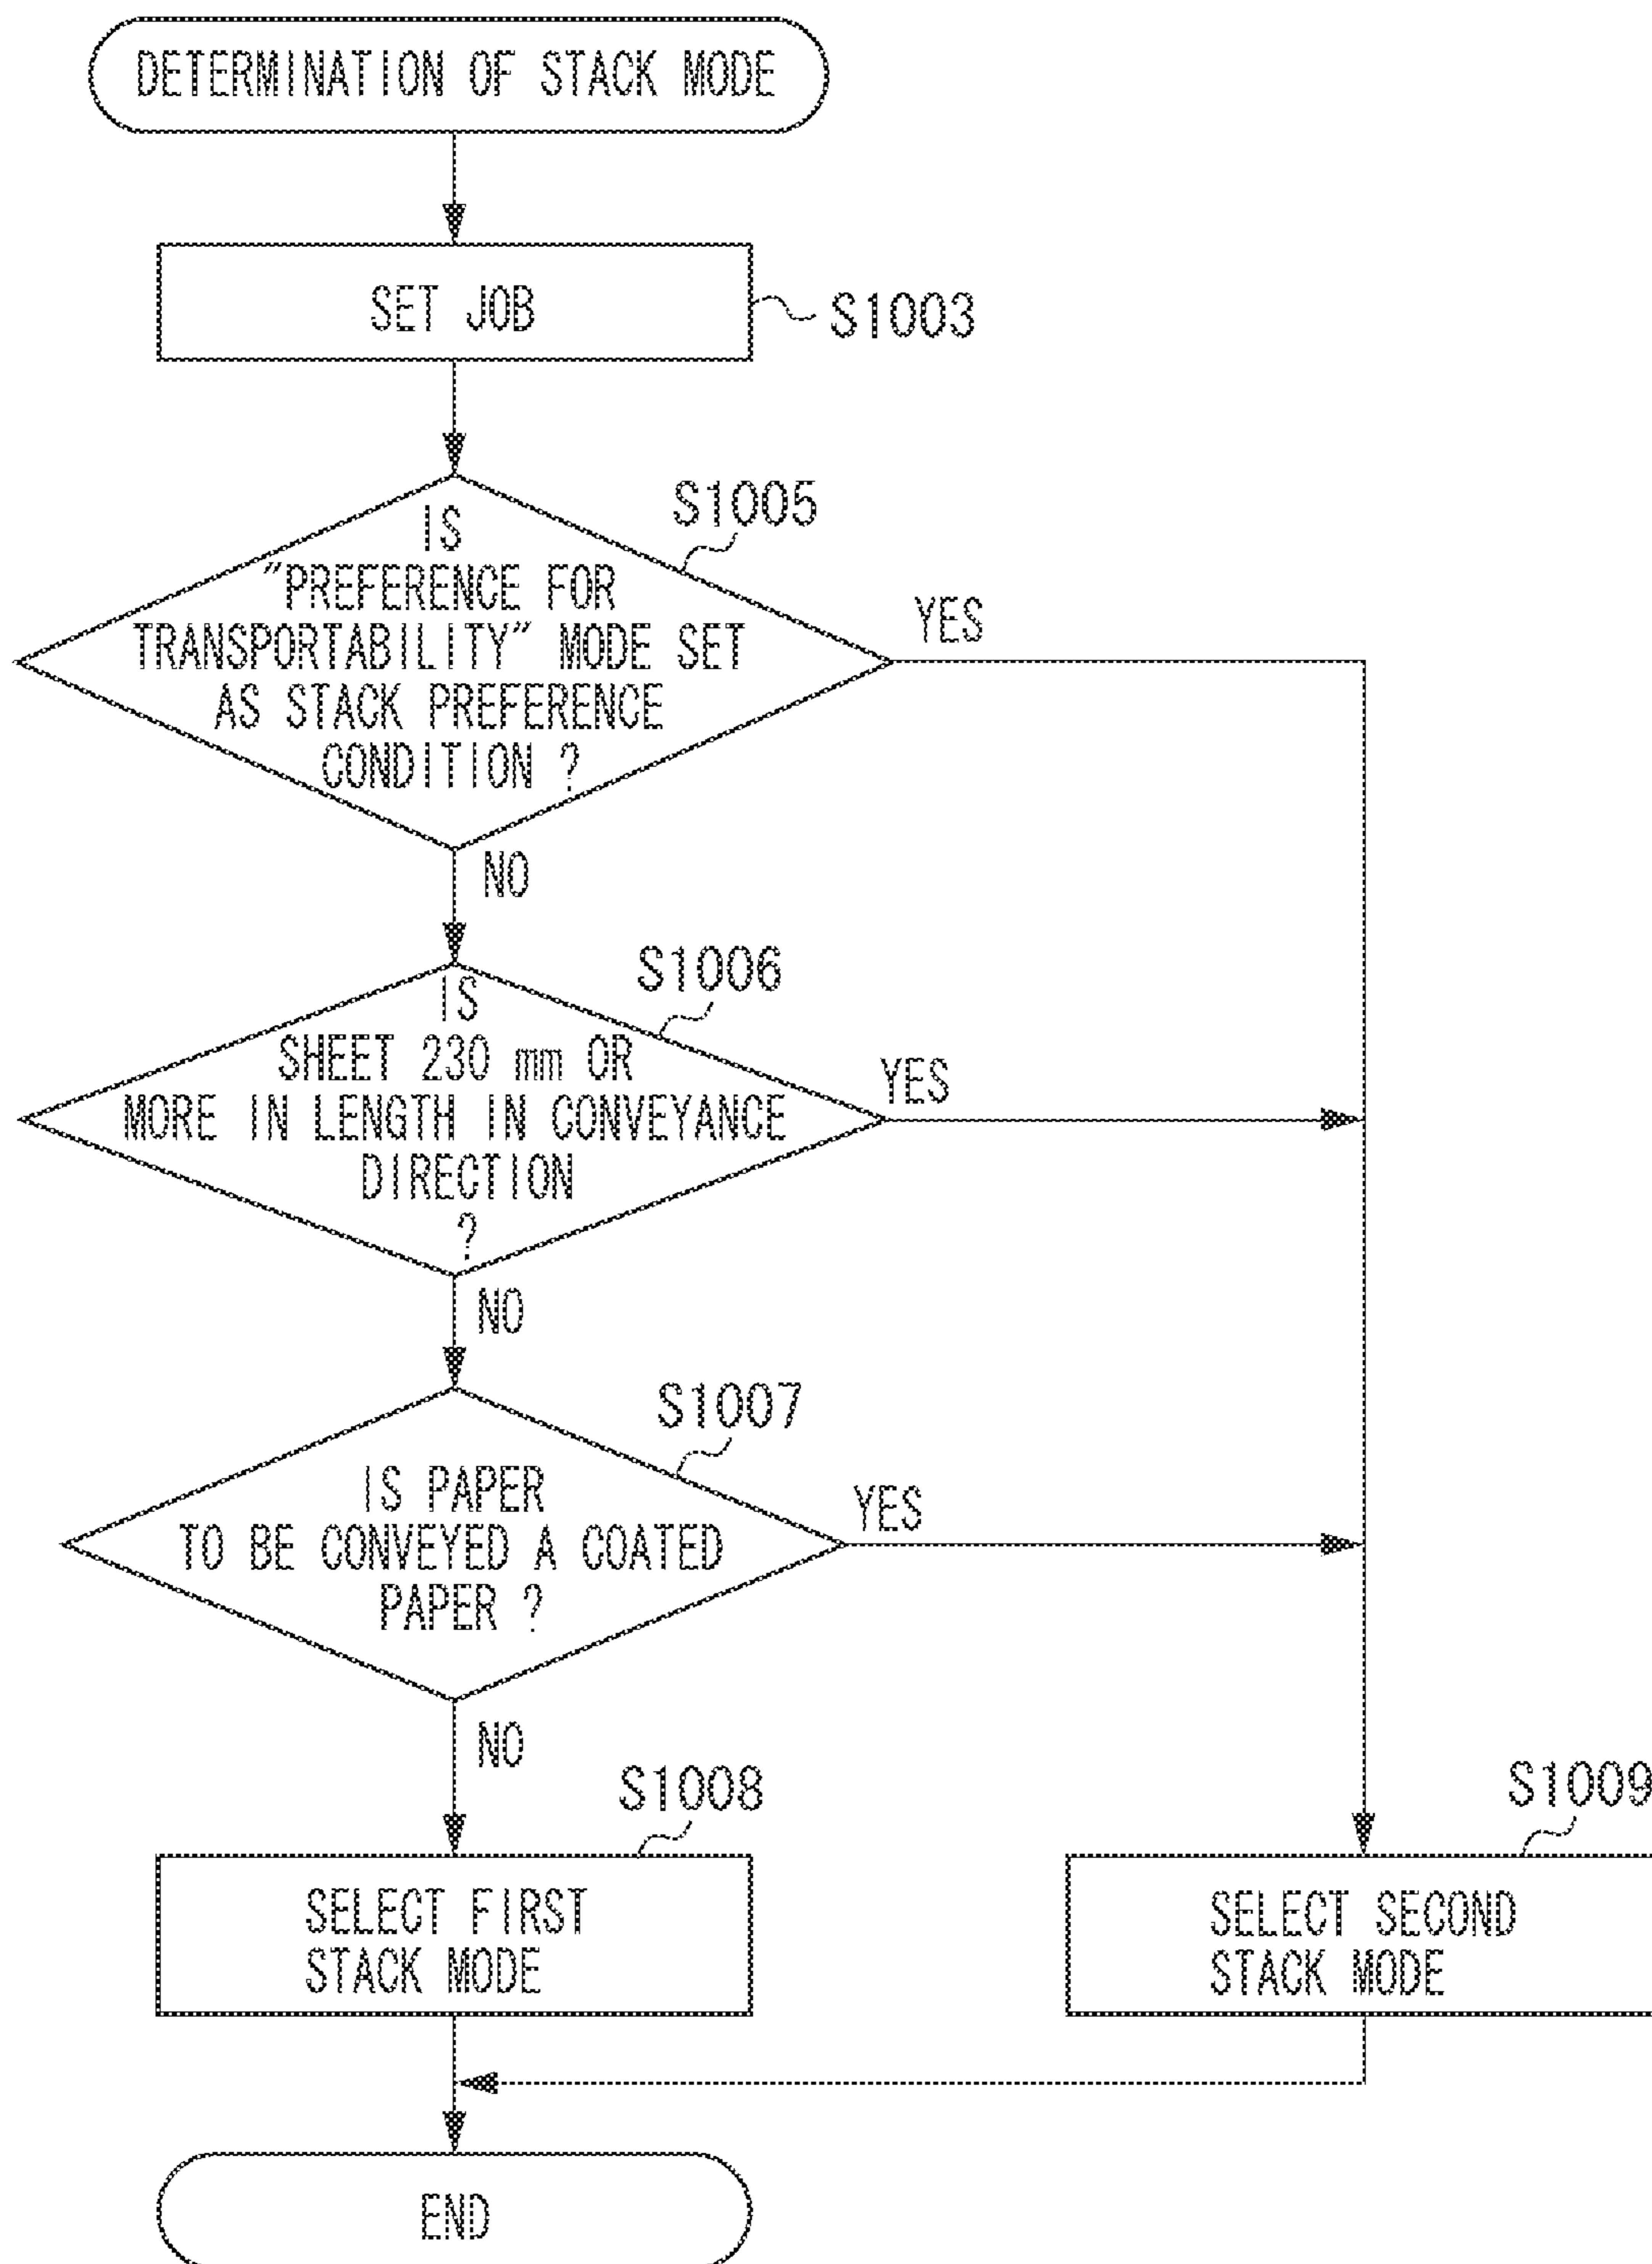 DETERMINATION OF STACK MODE
SET JOB
S1003
S1005
IS
"PREFERENCE FOR
TRANSPORTABILITY" MODE SET
AS STACK PREFERENCE
CONDITION ?
YES
NO
S1006
IS
SHEET 230 mm OR
MORE IN LENGTH IN CONVEYANCE
DIRECTION
?
YES
NO
S1007
IS PAPER
TO BE CONVEYED A COATED
PAPER ?
YES
NO
S1008
SELECT FIRST
STACK MODE
S1009
SELECT SECOND
STACK MODE
END